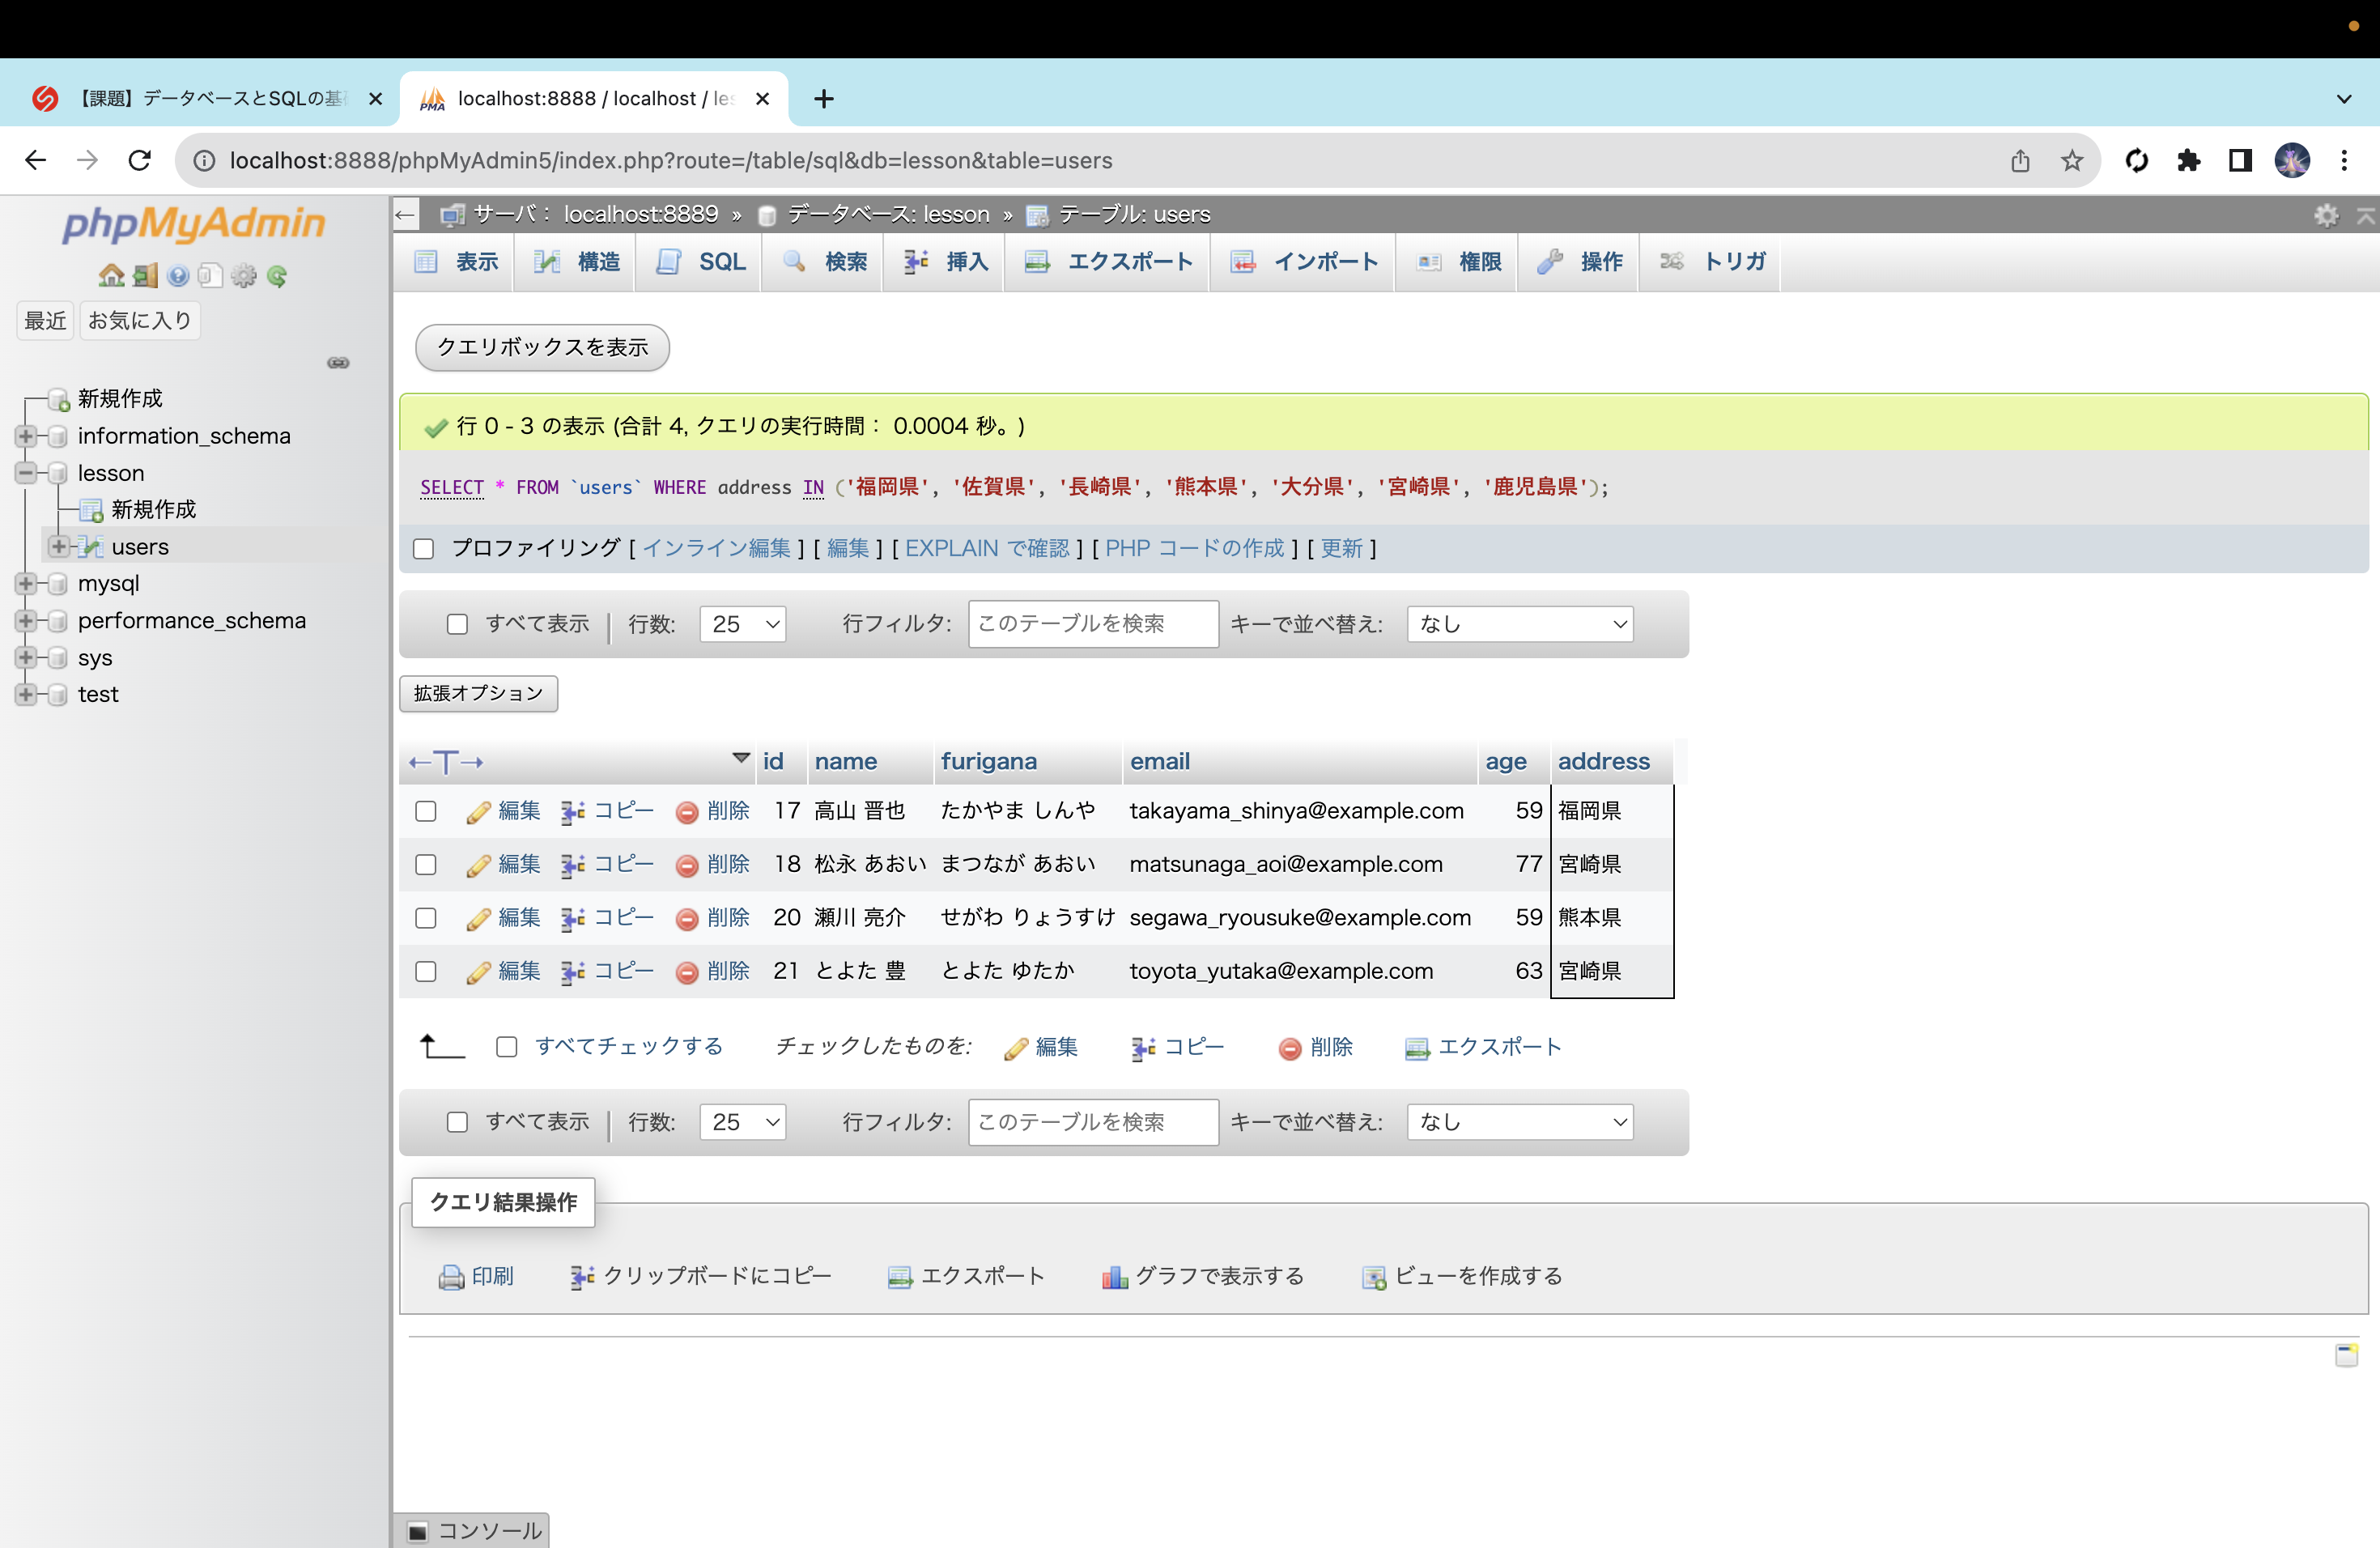 【課題】データベースとSQLの基
localhost:8888 / localhost / les
localhost:8888/phpMyAdmin5/index.php?route=/table/sql&db=lesson&table=users
phpMyAdmin
最近 お気に入り
新規作成
information_schema
lesson
新規作成
users
mysql
performance_schema
sys
test
サーバ： localhost:8889 » データベース: lesson » テーブル: users
表示 構造 SQL 検索 挿入 エクスポート インポート 権限 操作 トリガ
クエリボックスを表示
行 0 - 3 の表示 (合計 4, クエリの実行時間： 0.0004 秒。)
SELECT * FROM `users` WHERE address IN ('福岡県', '佐賀県', '長崎県', '熊本県', '大分県', '宮崎県', '鹿児島県');
プロファイリング [ インライン編集 ] [ 編集 ] [ EXPLAIN で確認 ] [ PHP コードの作成 ] [ 更新 ]
すべて表示 | 行数: 25 行フィルタ: このテーブルを検索 キーで並べ替え: なし
拡張オプション
←T→ id name furigana email age address
編集 コピー 削除 17 高山 晋也 たかやま しんや takayama_shinya@example.com 59 福岡県
編集 コピー 削除 18 松永 あおい まつなが あおい matsunaga_aoi@example.com 77 宮崎県
編集 コピー 削除 20 瀬川 亮介 せがわ りょうすけ segawa_ryousuke@example.com 59 熊本県
編集 コピー 削除 21 とよた 豊 とよた ゆたか toyota_yutaka@example.com 63 宮崎県
すべてチェックする チェックしたものを: 編集 コピー 削除 エクスポート
すべて表示 | 行数: 25 行フィルタ: このテーブルを検索 キーで並べ替え: なし
クエリ結果操作
印刷 クリップボードにコピー エクスポート グラフで表示する ビューを作成する
コンソール